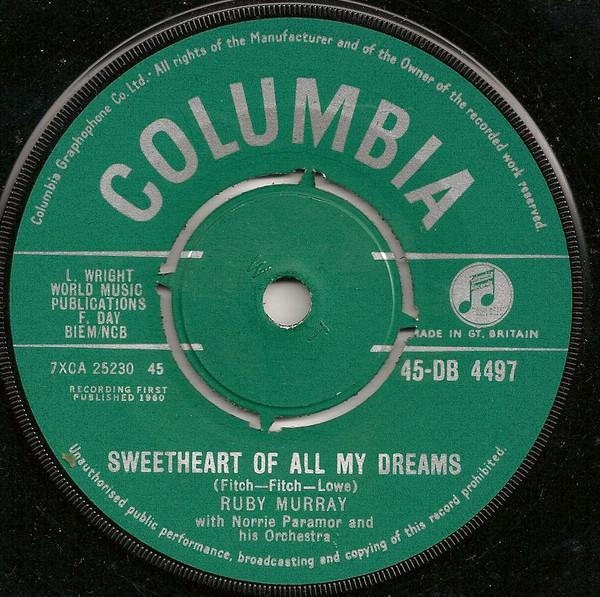 Columbia Graphophone Co. Ltd. · All rights of the Manufacturer and of the Owner of the recorded work reserved.
COLUMBIA
L. WRIGHT
WORLD MUSIC
PUBLICATIONS
F. DAY
BIEM/NCB
MADE IN GT. BRITAIN
7XCA 25230 45
RECORDING FIRST
PUBLISHED 1960
45-DB 4497
SWEETHEART OF ALL MY DREAMS
(Fitch—Fitch—Lowe)
RUBY MURRAY
with Norrie Paramor and
his Orchestra
Unauthorised public performance, broadcasting and copying of this record prohibited.